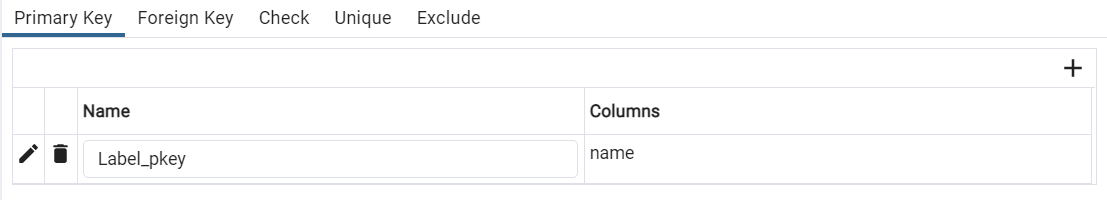 Primary Key Foreign Key Check Unique Exclude
Name Columns
Label_pkey name